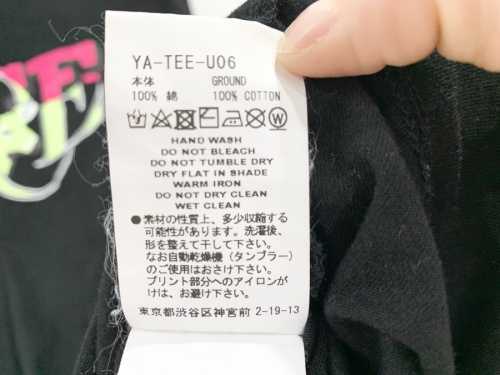 YA-TEE-U06
本体 GROUND
100% 綿 100% COTTON
HAND WASH
DO NOT BLEACH
DO NOT TUMBLE DRY
DRY FLAT IN SHADE
WARM IRON
DO NOT DRY CLEAN
WET CLEAN
●素材の性質上、多少収縮する
可能性があります。洗濯後、
形を整えて干して下さい。
なお自動乾燥機（タンブラー）
のご使用はおさけ下さい。
プリント部分へのアイロンが
けは、お避け下さい。
東京都渋谷区神宮前 2-19-13